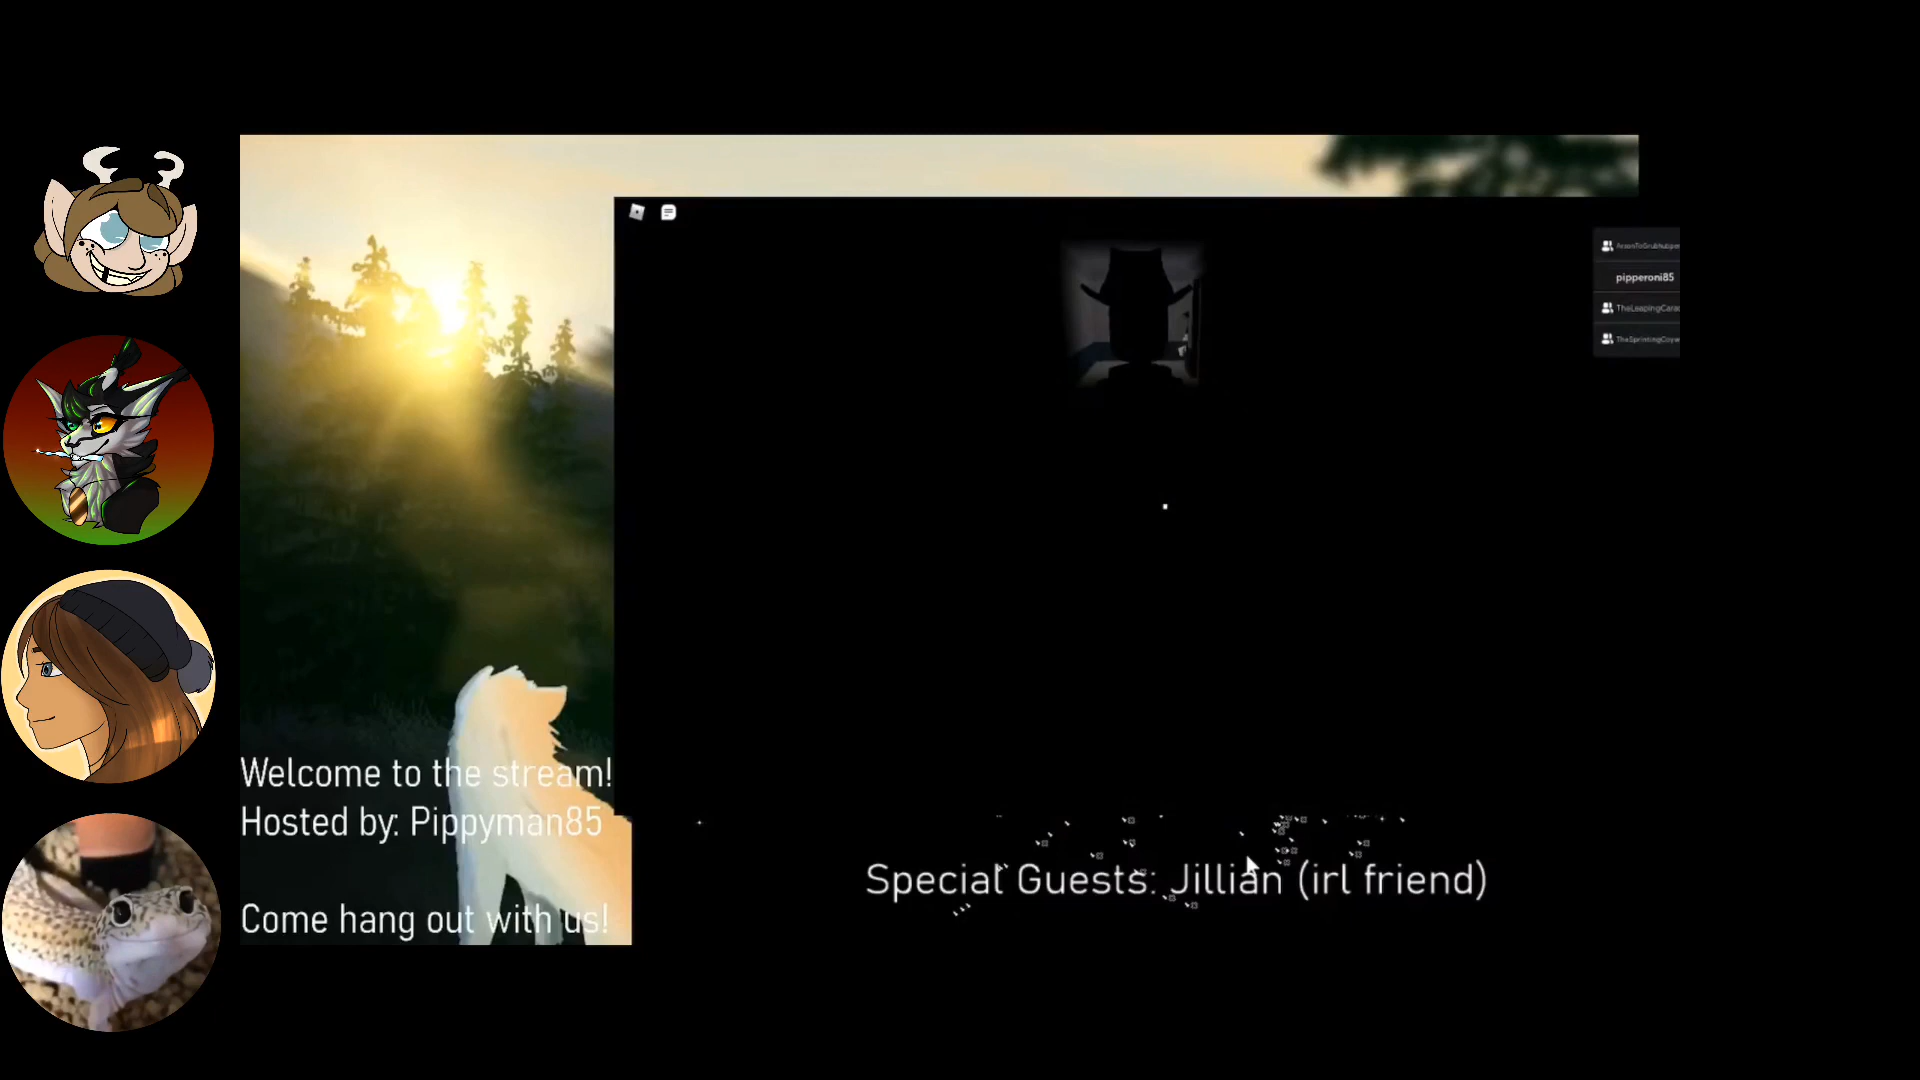 pipperoni85
Welcome to the stream!
Hosted by: Pippyman85
Come hang out with us!
Special Guests: Jillian (irl friend)